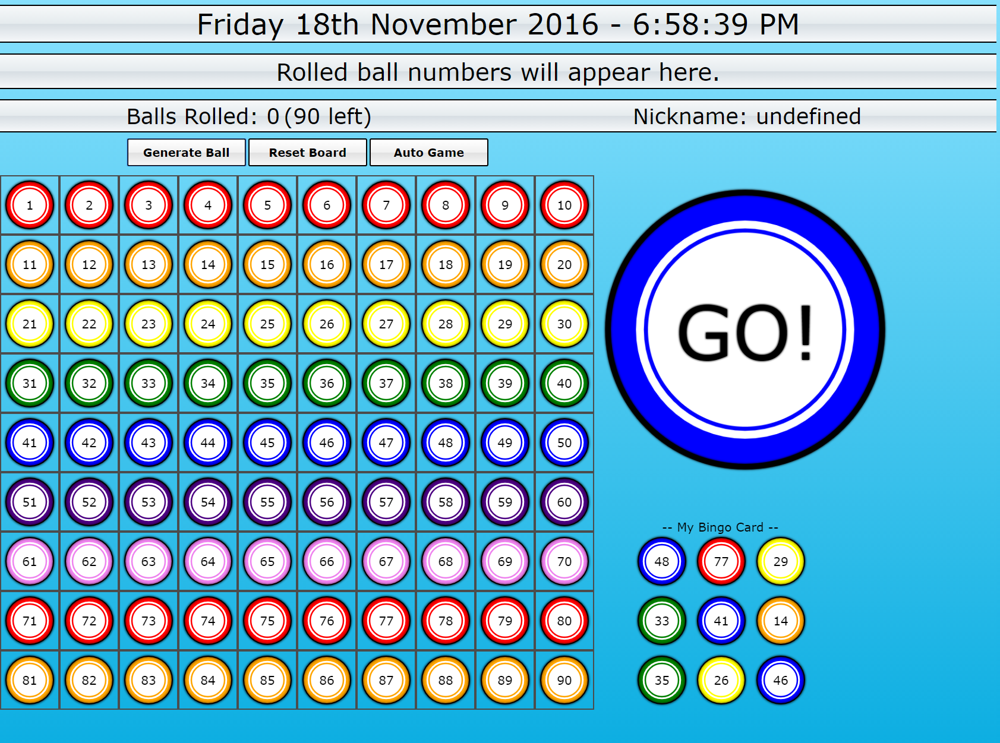 Friday 18th November 2016 - 6:58:39 PM
Rolled ball numbers will appear here.
Balls Rolled: 0 (90 left) Nickname: undefined
Generate Ball Reset Board Auto Game
1 2 3 4 5 6 7 8 9 10
11 12 13 14 15 16 17 18 19 20
21 22 23 24 25 26 27 28 29 30
31 32 33 34 35 36 37 38 39 40
41 42 43 44 45 46 47 48 49 50
51 52 53 54 55 56 57 58 59 60
61 62 63 64 65 66 67 68 69 70
71 72 73 74 75 76 77 78 79 80
81 82 83 84 85 86 87 88 89 90
GO!
-- My Bingo Card --
48 77 29
33 41 14
35 26 46